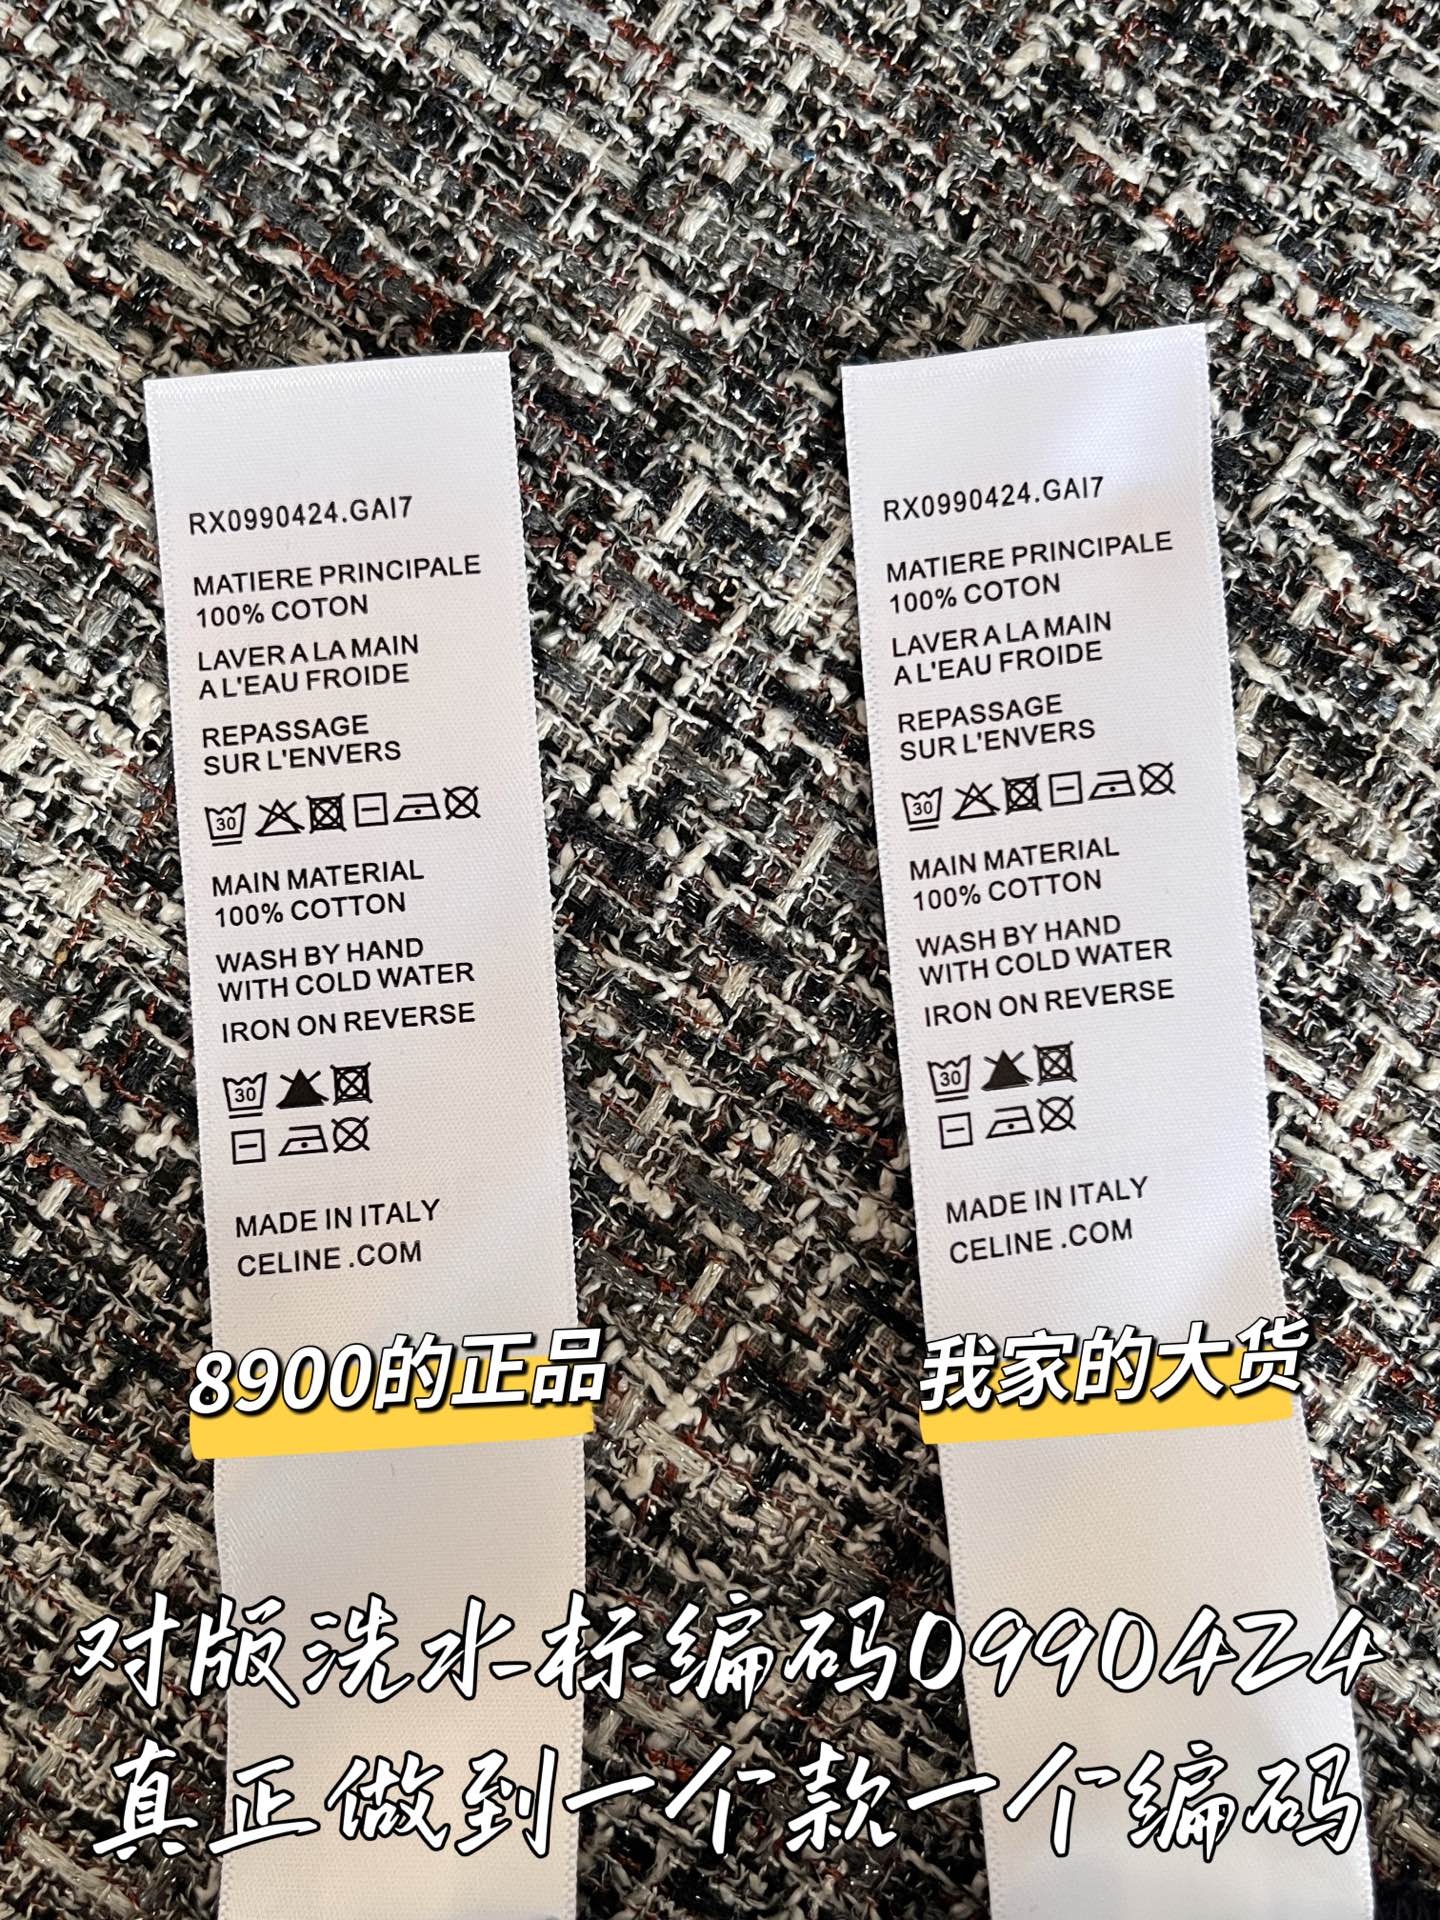 RX0990424.GAI7
MATIERE PRINCIPALE
100% COTON
LAVER A LA MAIN
A L'EAU FROIDE
REPASSAGE
SUR L'ENVERS
30
MAIN MATERIAL
100% COTTON
WASH BY HAND
WITH COLD WATER
IRON ON REVERSE
30
MADE IN ITALY
CELINE .COM
8900的正品
RX0990424.GAI7
MATIERE PRINCIPALE
100% COTON
LAVER A LA MAIN
A L'EAU FROIDE
REPASSAGE
SUR L'ENVERS
30
MAIN MATERIAL
100% COTTON
WASH BY HAND
WITH COLD WATER
IRON ON REVERSE
30
MADE IN ITALY
CELINE .COM
我家的大货
对版洗水标编码0990424
真正做到一个款一个编码